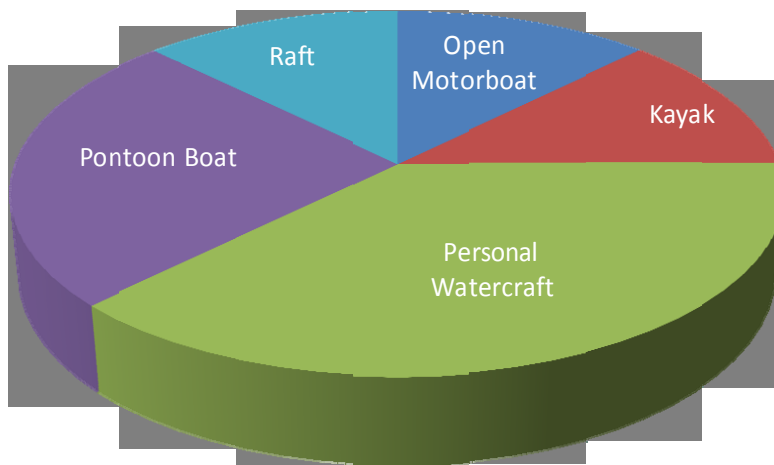 Raft
Open
Motorboat
Kayak
Pontoon Boat
Personal
Watercraft